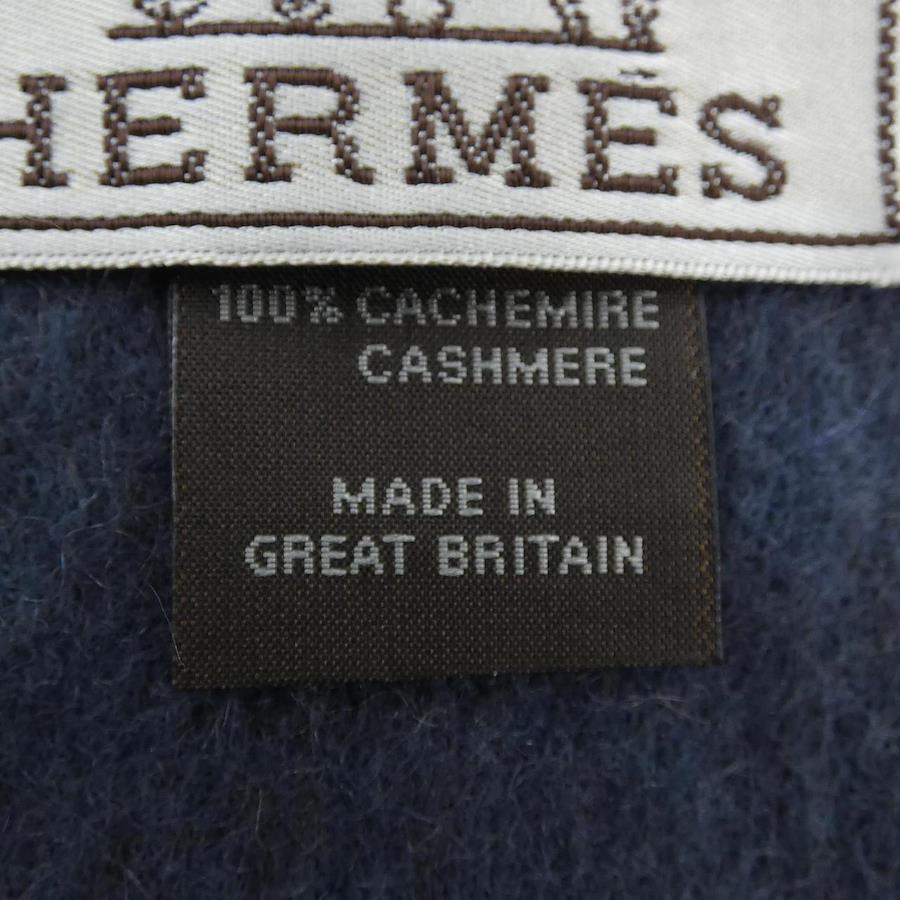 HERMÈS
100% CACHEMIRE
CASHMERE
MADE IN
GREAT BRITAIN